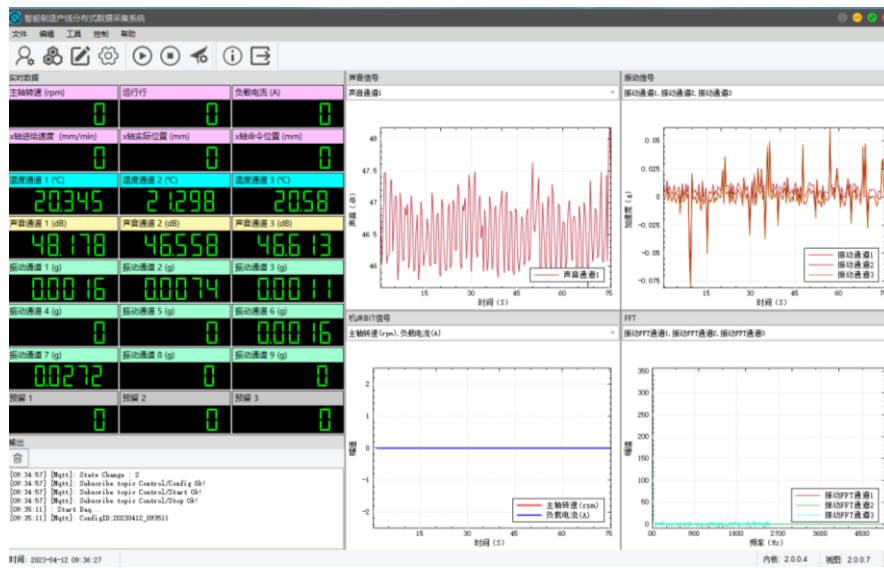 智能制造产线分布式数据采集系统
文件 编辑 工具 控制 帮助
实时数据
主轴转速 (rpm) 运行行 负载电流 (A)
0 0 0
x轴进给速度 (mm/min) x轴实际位置 (mm) x轴命令位置 (mm)
0 0 0
温度通道 1 (℃) 温度通道 2 (℃) 温度通道 3 (℃)
20.345 21.298 20.58
声音通道 1 (dB) 声音通道 2 (dB) 声音通道 3 (dB)
48.178 46.558 46.613
振动通道 1 (g) 振动通道 2 (g) 振动通道 3 (g)
0.0016 0.0074 0.0011
振动通道 4 (g) 振动通道 5 (g) 振动通道 6 (g)
0 0 0.0016
振动通道 7 (g) 振动通道 8 (g) 振动通道 9 (g)
0.0272 0 0
预留 1 预留 2 预留 3
0 0 0
输出
[09:34:57] [Mqtt]: State Change : 2
[09:34:57] [Mqtt]: Subscribe topic Control/Config Ok!
[09:34:57] [Mqtt]: Subscribe topic Control/Start Ok!
[09:34:57] [Mqtt]: Subscribe topic Control/Stop Ok!
[09:35:11] : Start Daq...
[09:35:11] [Mqtt]: ConfigID:20230412_093511
声音信号
声音通道1
48
47.5
47
46.5
46
声音 (dB)
声音通道1
15 30 45 60 75
时间 (S)
振动信号
振动通道1,振动通道2,振动通道3
0.05
0.025
0
-0.025
-0.05
-0.075
加速度 (g)
振动通道1
振动通道2
振动通道3
15 30 45 60 75
时间 (S)
机床BIT信号
主轴转速(rpm),负载电流(A)
2
1
0
-1
-2
幅值
主轴转速(rpm)
负载电流(A)
15 30 45 60 75
时间 (S)
FFT
振动FFT通道1,振动FFT通道2,振动FFT通道3
350
300
250
200
150
100
50
0
幅值
振动FFT通道1
振动FFT通道2
振动FFT通道3
00 900 1800 2700 3600 4500
频率 (Hz)
时间: 2023-04-12 09:36:27
内核: 2.0.0.4 视图: 2.0.0.7